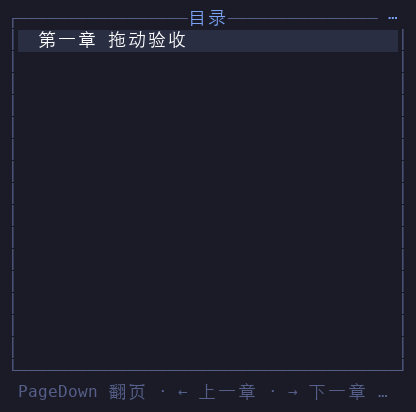 目录 …
第一章 拖动验收
PageDown 翻页 · ← 上一章 · → 下一章 …